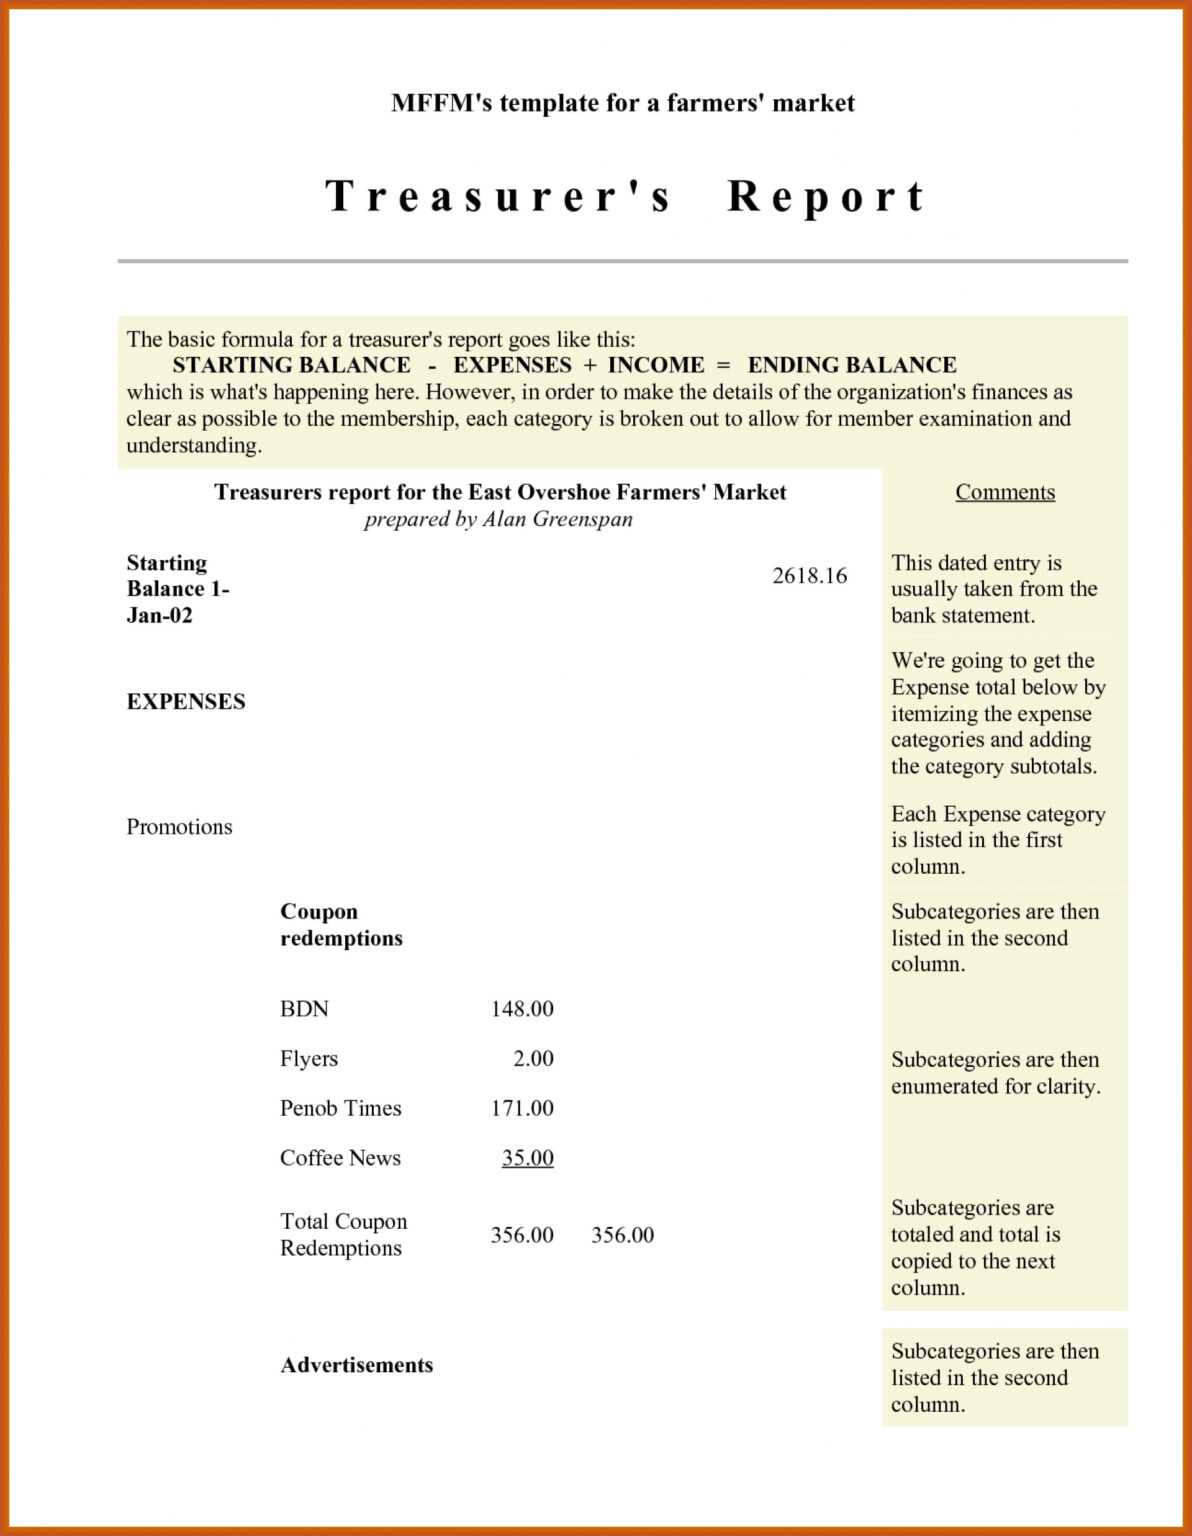 MFFM's template for a farmers' market
Treasurer's Report
The basic formula for a treasurer's report goes like this:
STARTING BALANCE - EXPENSES + INCOME = ENDING BALANCE
which is what's happening here. However, in order to make the details of the organization's finances as
clear as possible to the membership, each category is broken out to allow for member examination and
understanding.
Treasurers report for the East Overshoe Farmers' Market
prepared by Alan Greenspan
Comments
Starting
Balance 1-
Jan-02
2618.16
This dated entry is
usually taken from the
bank statement.
EXPENSES
We're going to get the
Expense total below by
itemizing the expense
categories and adding
the category subtotals.
Promotions
Each Expense category
is listed in the first
column.
Coupon
redemptions
Subcategories are then
listed in the second
column.
BDN 148.00
Flyers 2.00
Penob Times 171.00
Coffee News 35.00
Subcategories are then
enumerated for clarity.
Total Coupon
Redemptions
356.00 356.00
Subcategories are
totaled and total is
copied to the next
column.
Advertisements
Subcategories are then
listed in the second
column.